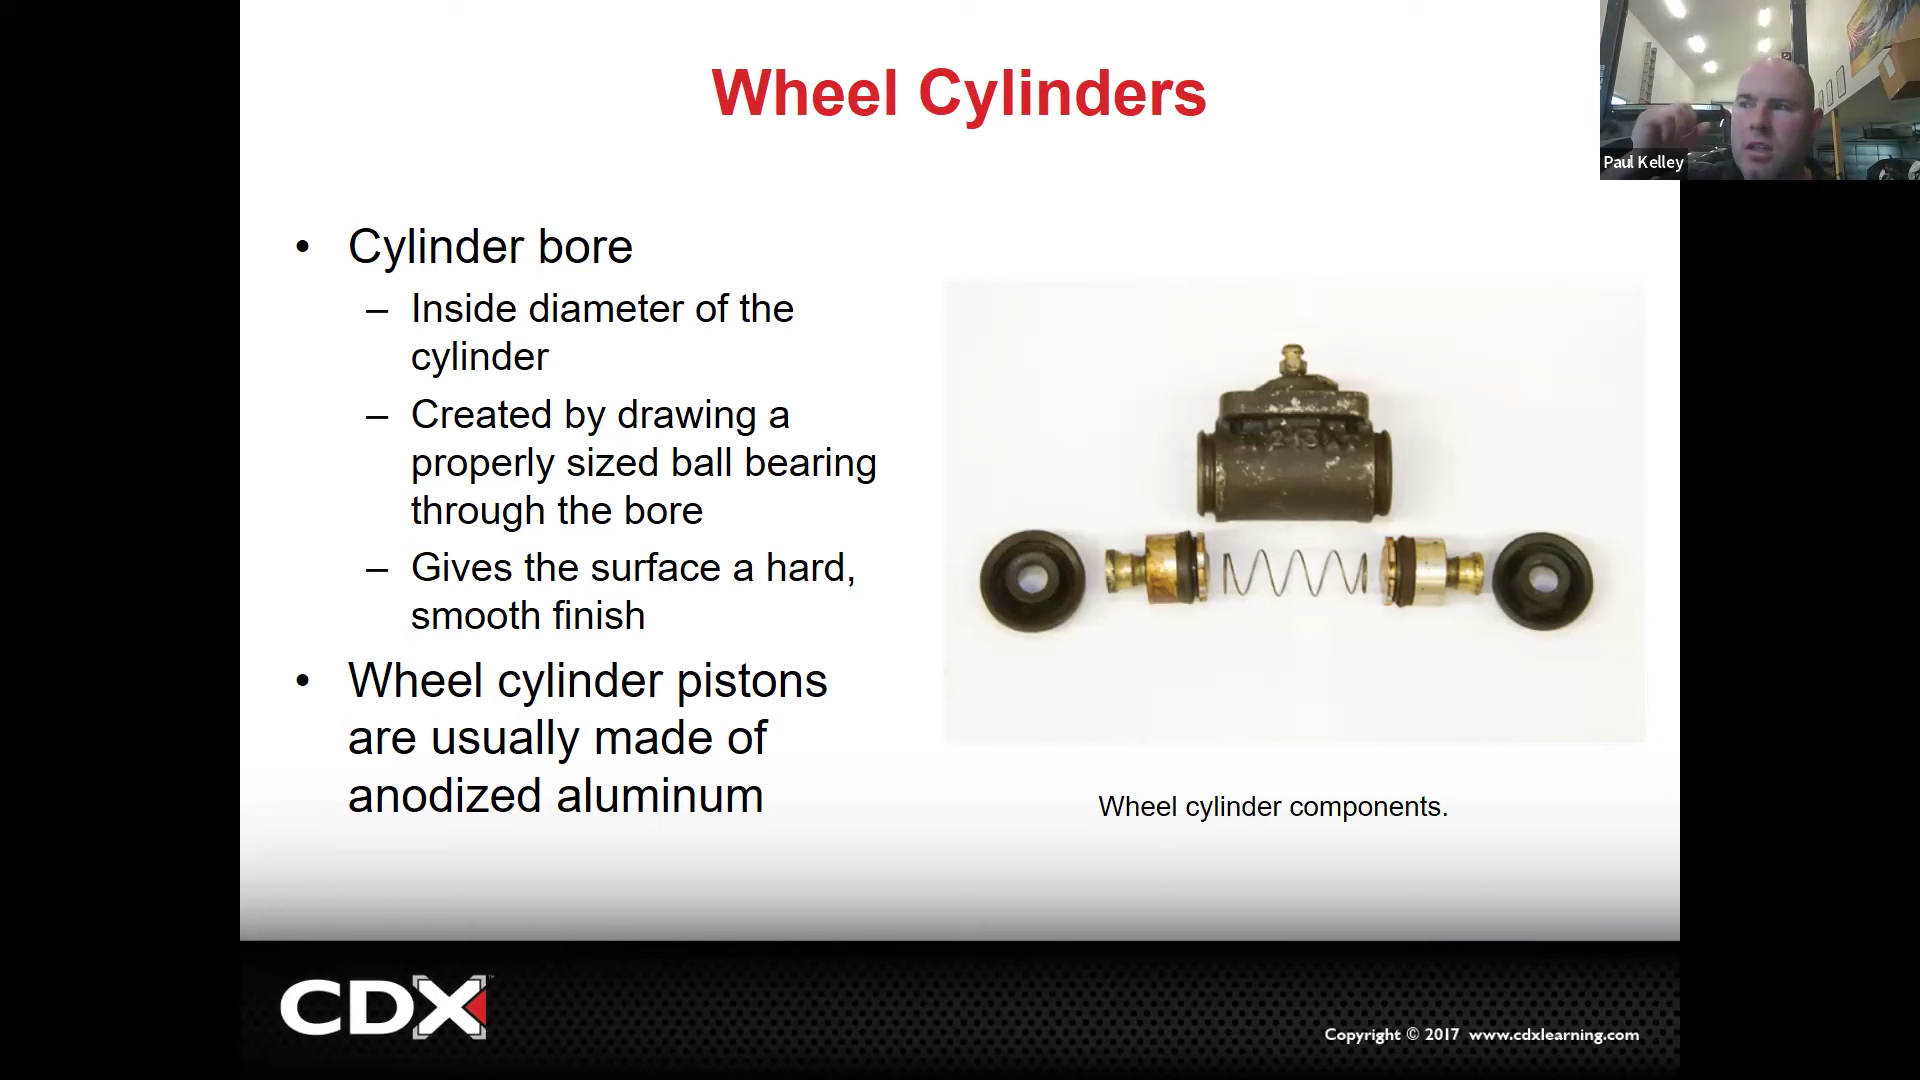 Wheel Cylinders
Paul Kelley
• Cylinder bore
– Inside diameter of the
cylinder
– Created by drawing a
properly sized ball bearing
through the bore
– Gives the surface a hard,
smooth finish
• Wheel cylinder pistons
are usually made of
anodized aluminum
Wheel cylinder components.
CDX™
Copyright © 2017 www.cdxlearning.com